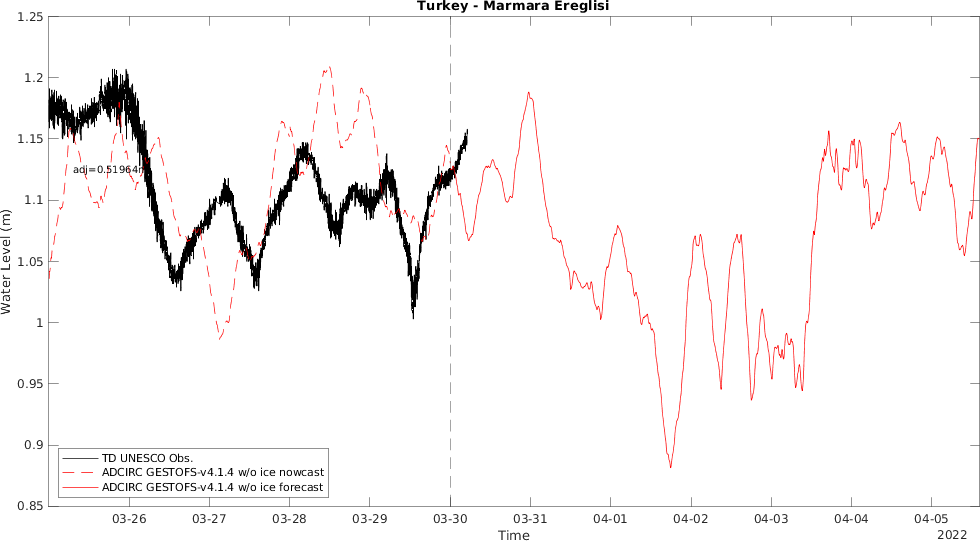 Turkey - Marmara Ereglisi
1.25
1.2
1.15
1.1
1.05
1
0.95
0.9
0.85
Water Level (m)
adj=0.51964
TD UNESCO Obs.
ADCIRC GESTOFS-v4.1.4 w/o ice nowcast
ADCIRC GESTOFS-v4.1.4 w/o ice forecast
03-26 03-27 03-28 03-29 03-30 03-31 04-01 04-02 04-03 04-04 04-05
Time
2022